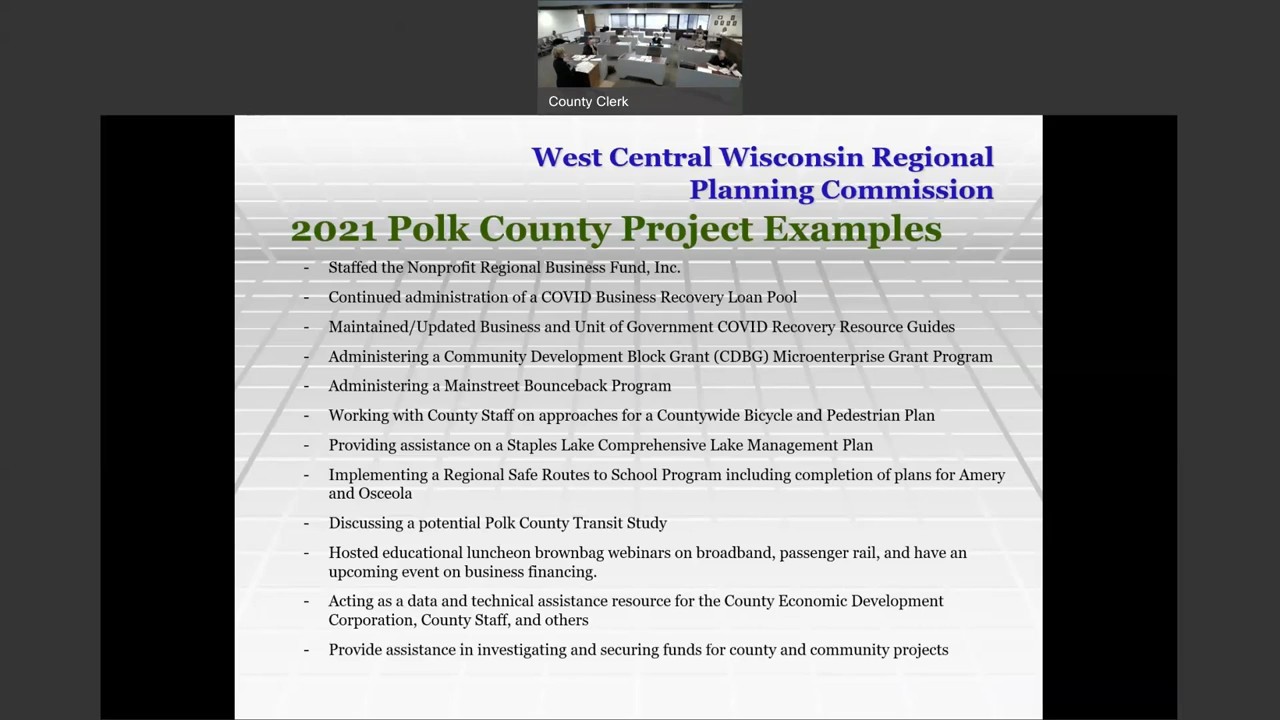 County Clerk
West Central Wisconsin Regional
Planning Commission
2021 Polk County Project Examples
- Staffed the Nonprofit Regional Business Fund, Inc.
- Continued administration of a COVID Business Recovery Loan Pool
- Maintained/Updated Business and Unit of Government COVID Recovery Resource Guides
- Administering a Community Development Block Grant (CDBG) Microenterprise Grant Program
- Administering a Mainstreet Bounceback Program
- Working with County Staff on approaches for a Countywide Bicycle and Pedestrian Plan
- Providing assistance on a Staples Lake Comprehensive Lake Management Plan
- Implementing a Regional Safe Routes to School Program including completion of plans for Amery
and Osceola
- Discussing a potential Polk County Transit Study
- Hosted educational luncheon brownbag webinars on broadband, passenger rail, and have an
upcoming event on business financing.
- Acting as a data and technical assistance resource for the County Economic Development
Corporation, County Staff, and others
- Provide assistance in investigating and securing funds for county and community projects